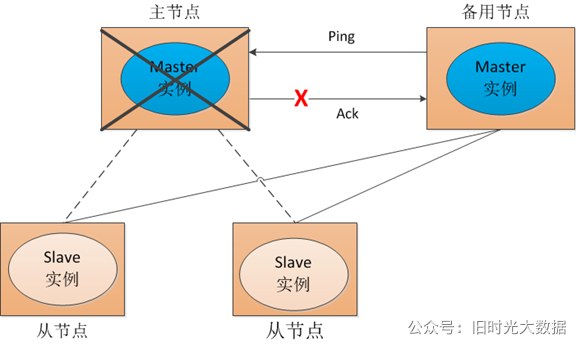 主节点
备用节点
Master
实例
Ping
X
Ack
Master
实例
Slave
实例
Slave
实例
从节点
从节点
公众号：旧时光大数据